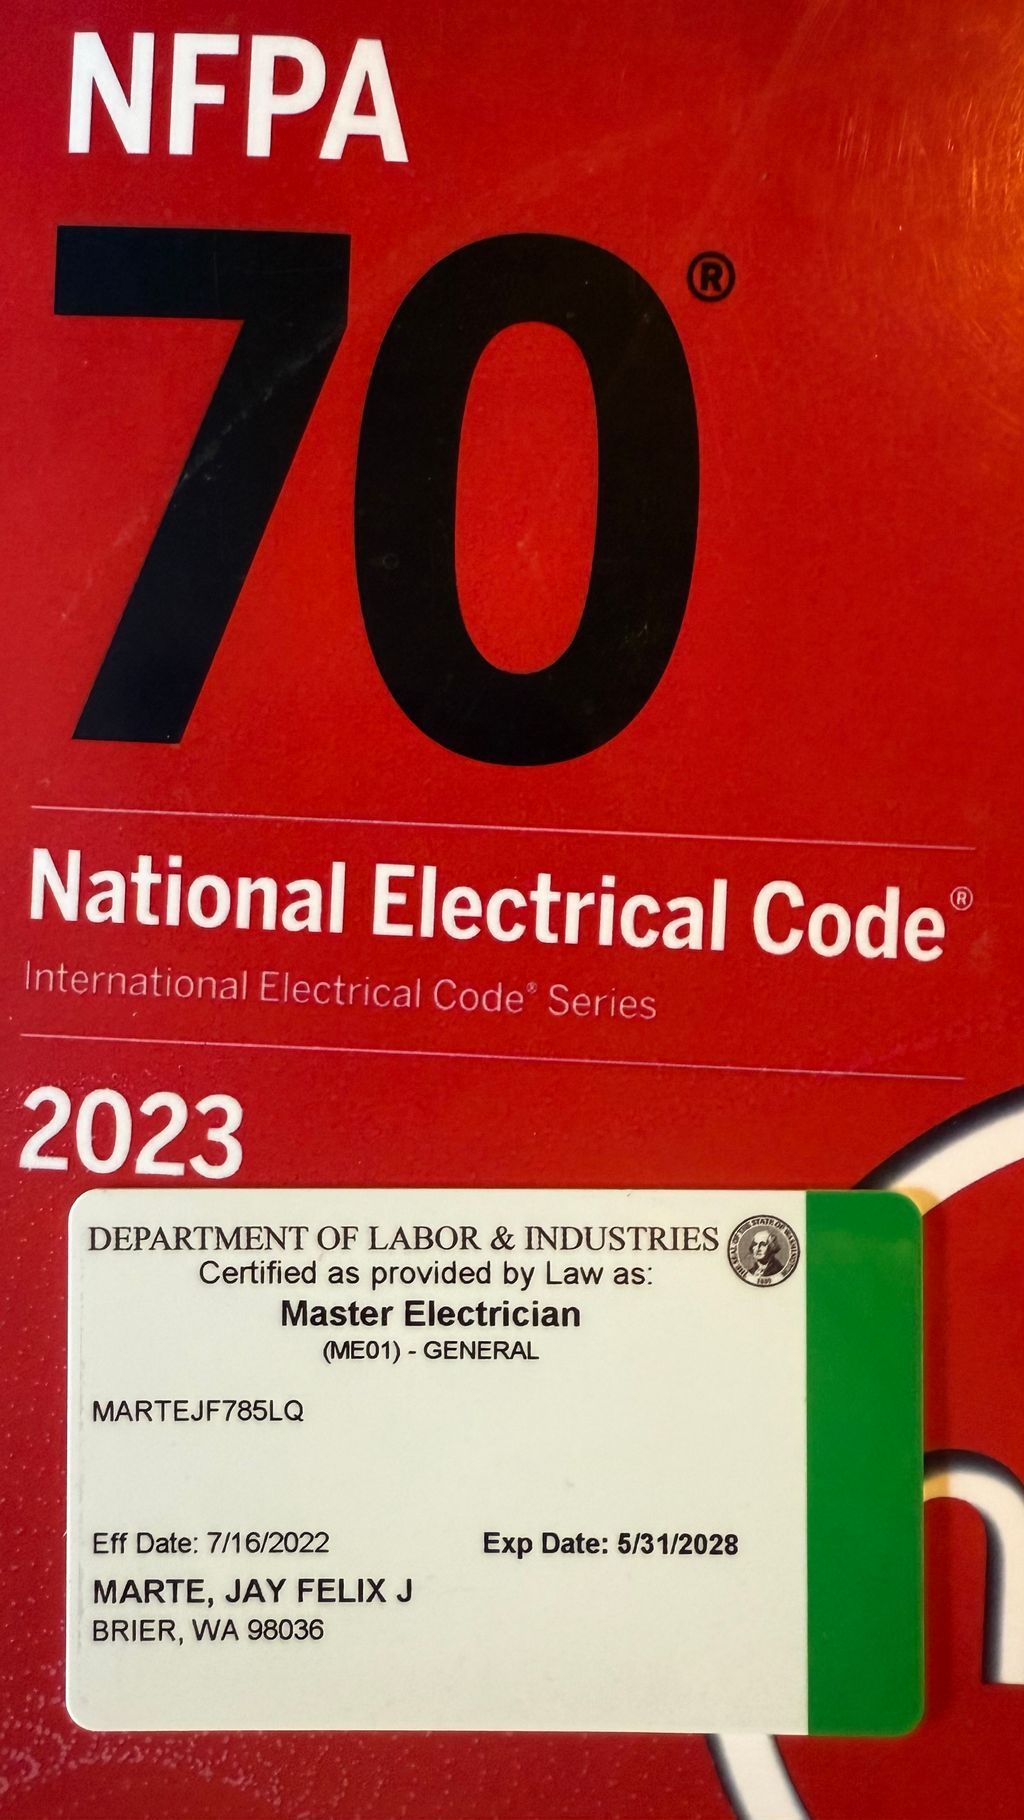 NFPA
70®
National Electrical Code®
International Electrical Code® Series
2023
DEPARTMENT OF LABOR & INDUSTRIES
Certified as provided by Law as:
Master Electrician
(ME01) - GENERAL
MARTEJF785LQ
Eff Date: 7/16/2022 Exp Date: 5/31/2028
MARTE, JAY FELIX J
BRIER, WA 98036